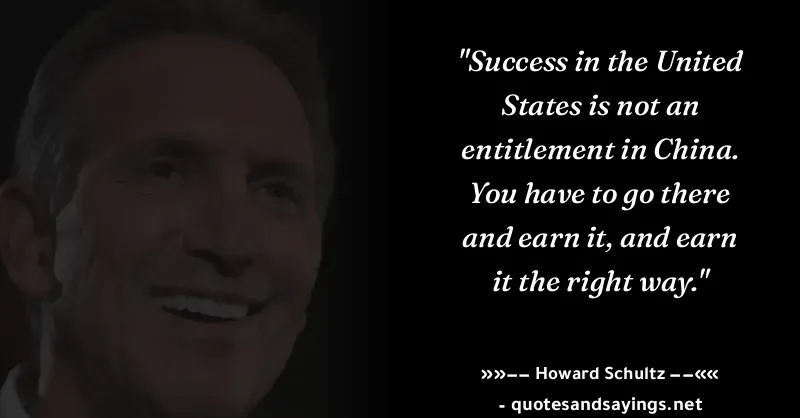 "Success in the United
States is not an
entitlement in China.
You have to go there
and earn it, and earn
it the right way."
»»−− Howard Schultz −−««
- quotesandsayings.net